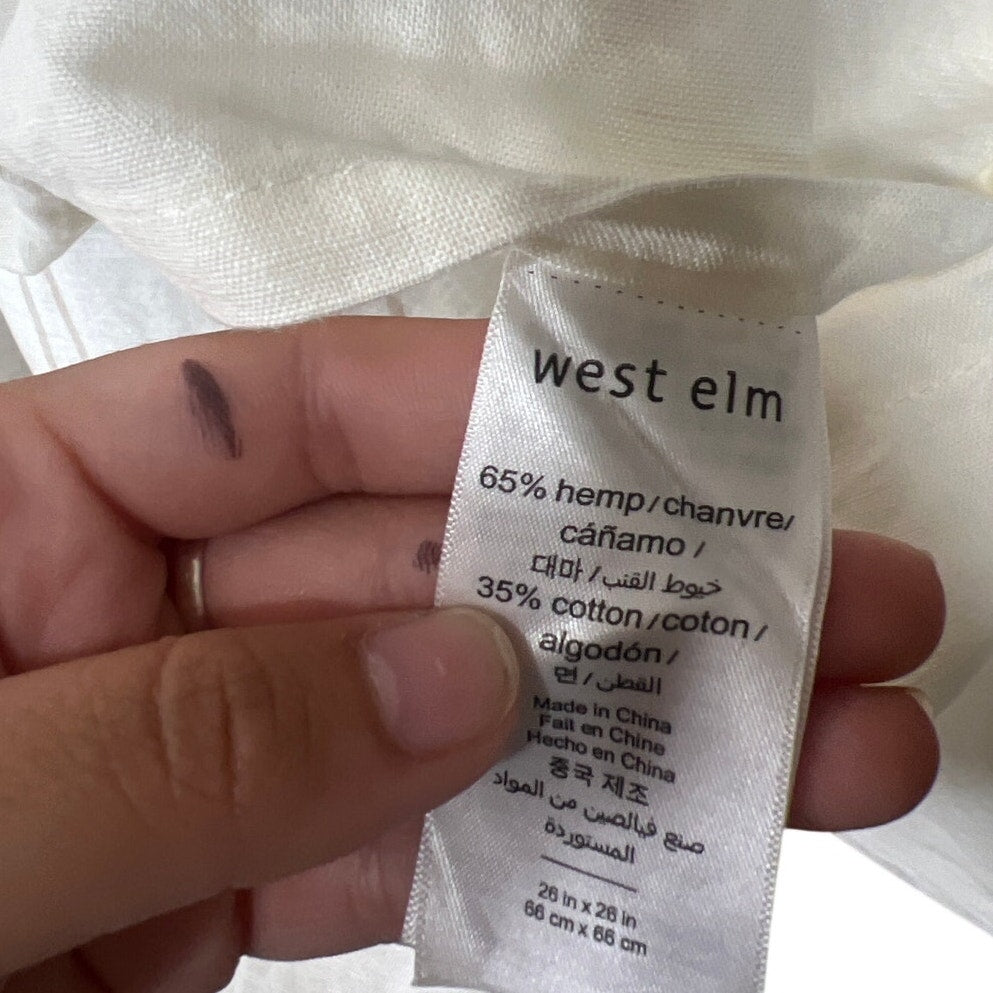 west elm
65% hemp/chanvre/
cáñamo /
대마 / خيوط القنب
35% cotton/coton/
algodón/
면 / القطن
Made in China
Fait en Chine
Hecho en China
중국 제조
صنع فيالصين من المواد
المستوردة
26 in x 26 in
66 cm x 66 cm